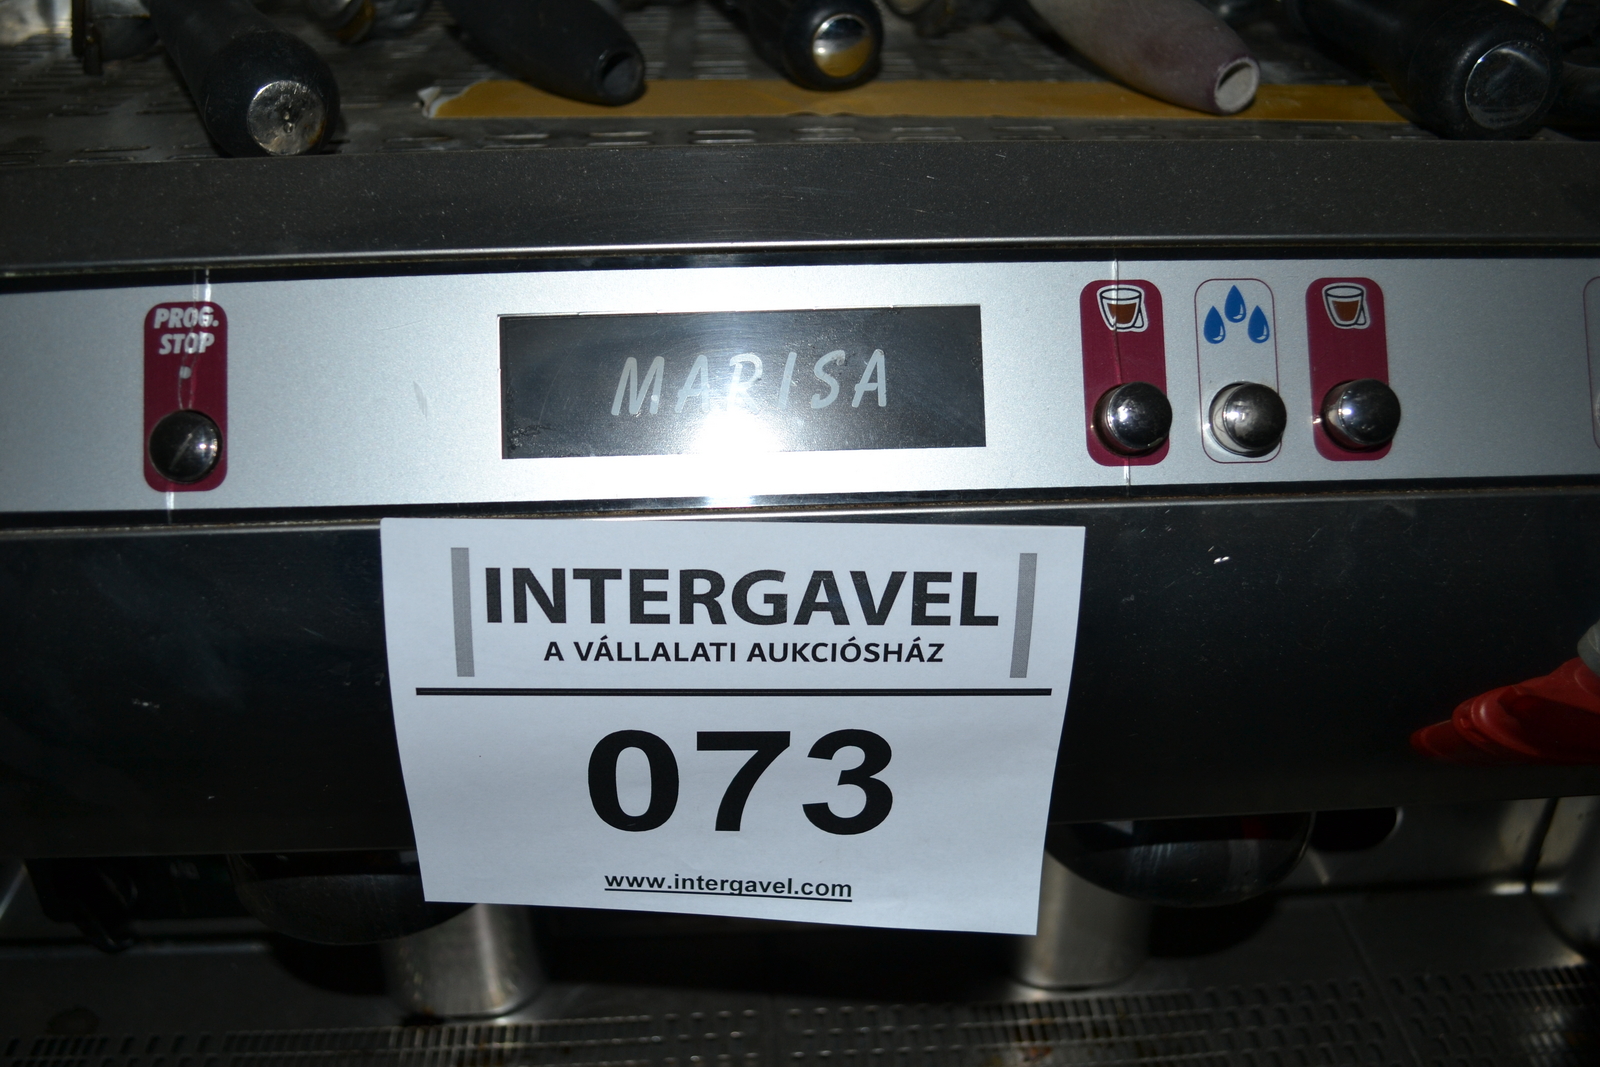 PROG.
STOP
MARISA
INTERGAVEL
A VÁLLALATI AUKCIÓSHÁZ
073
www.intergavel.com